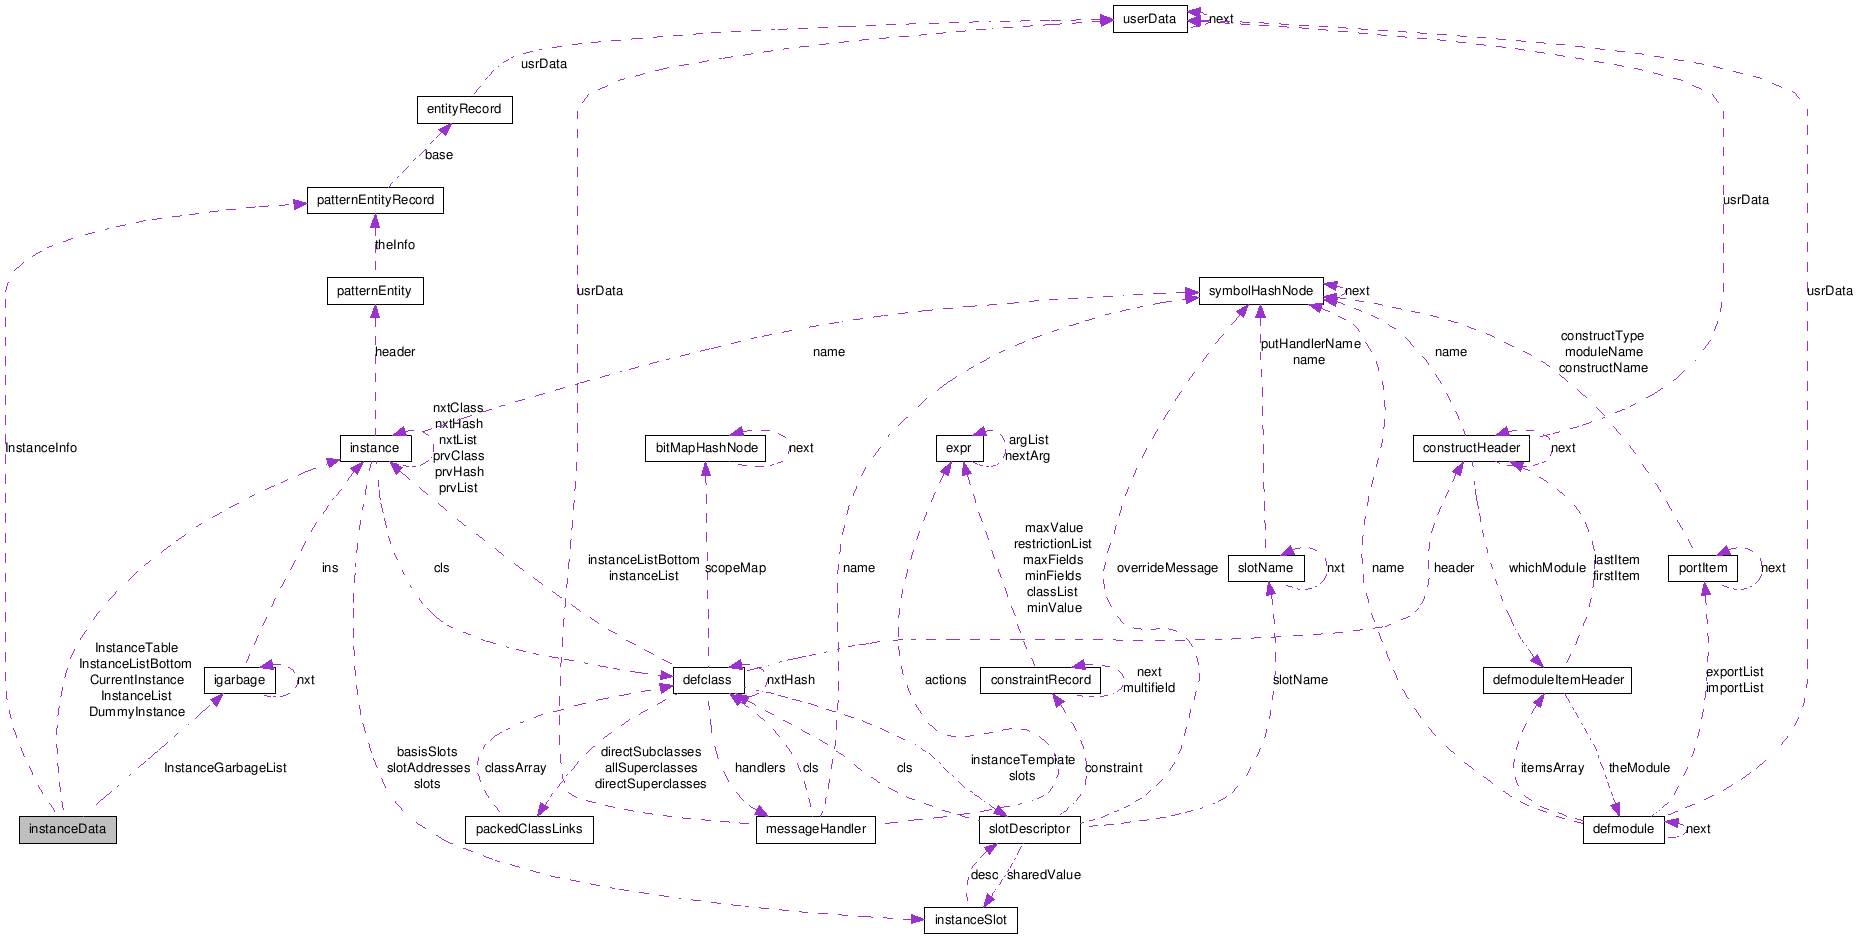 userData
next
usrData
entityRecord
base
patternEntityRecord
usrData
theInfo
patternEntity
usrData
symbolHashNode
next
usrData
header
name
putHandlerName
name
name
constructType
moduleName
constructName
nxtClass
nxtHash
nxtList
prvClass
prvHash
prvList
InstanceInfo
instance
bitMapHashNode
next
expr
argList
nextArg
constructHeader
next
ins
cls
instanceListBottom
instanceList
scopeMap
name
maxValue
restrictionList
maxFields
minFields
classList
minValue
overrideMessage
slotName
nxt
name
header
whichModule
lastItem
firstItem
portItem
next
InstanceTable
InstanceListBottom
CurrentInstance
InstanceList
DummyInstance
igarbage
nxt
defclass
nxtHash
actions
constraintRecord
next
multifield
slotName
defmoduleItemHeader
exportList
importList
InstanceGarbageList
basisSlots
slotAddresses
slots
classArray
directSubclasses
allSuperclasses
directSuperclasses
handlers
cls
cls
instanceTemplate
slots
constraint
itemsArray
theModule
instanceData
packedClassLinks
messageHandler
slotDescriptor
defmodule
next
desc
sharedValue
instanceSlot